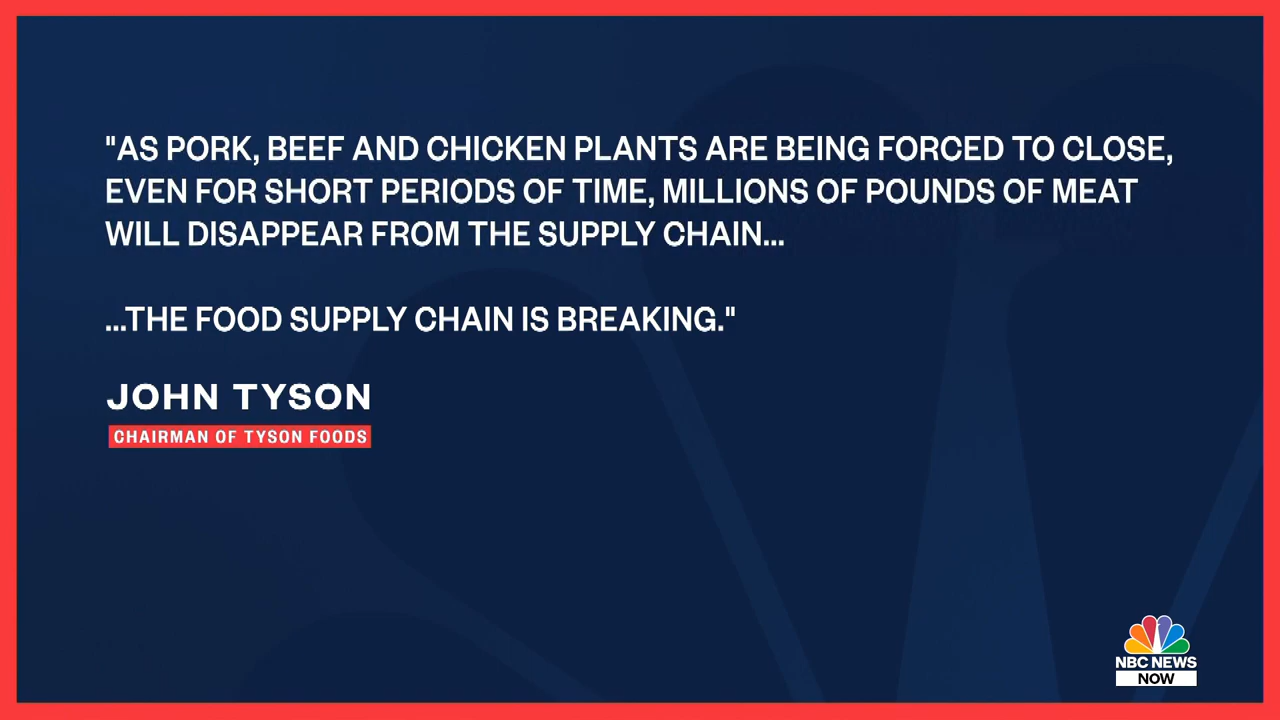 "AS PORK, BEEF AND CHICKEN PLANTS ARE BEING FORCED TO CLOSE,
EVEN FOR SHORT PERIODS OF TIME, MILLIONS OF POUNDS OF MEAT
WILL DISAPPEAR FROM THE SUPPLY CHAIN...
...THE FOOD SUPPLY CHAIN IS BREAKING."
JOHN TYSON
CHAIRMAN OF TYSON FOODS
NBC NEWS
NOW